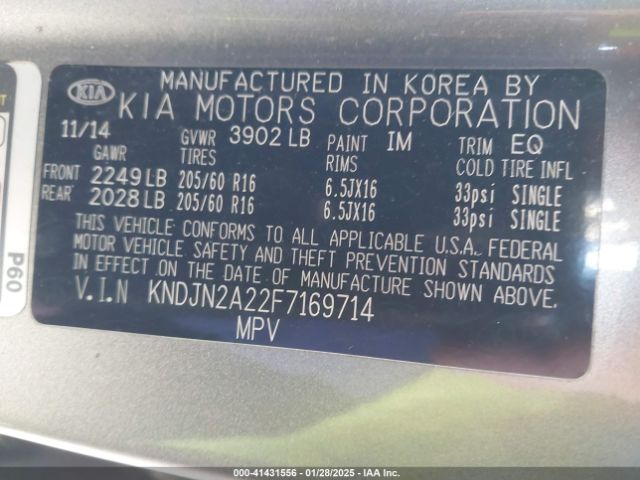 MANUFACTURED IN KOREA BY
KIA KIA MOTORS CORPORATION
11/14 GVWR 3902 LB PAINT IM TRIM EQ
GAWR TIRES RIMS COLD TIRE INFL
FRONT 2249 LB 205/60 R16 6.5JX16 33psi SINGLE
REAR 2028 LB 205/60 R16 6.5JX16 33psi SINGLE
THIS VEHICLE CONFORMS TO ALL APPLICABLE U.S.A. FEDERAL
MOTOR VEHICLE SAFETY AND THEFT PREVENTION STANDARDS
IN EFFECT ON THE DATE OF MANUFACTURE SHOWN ABOVE.
V.I.N KNDJN2A22F7169714
MPV
P60
000-41431556 - 01/28/2025 - IAA Inc.